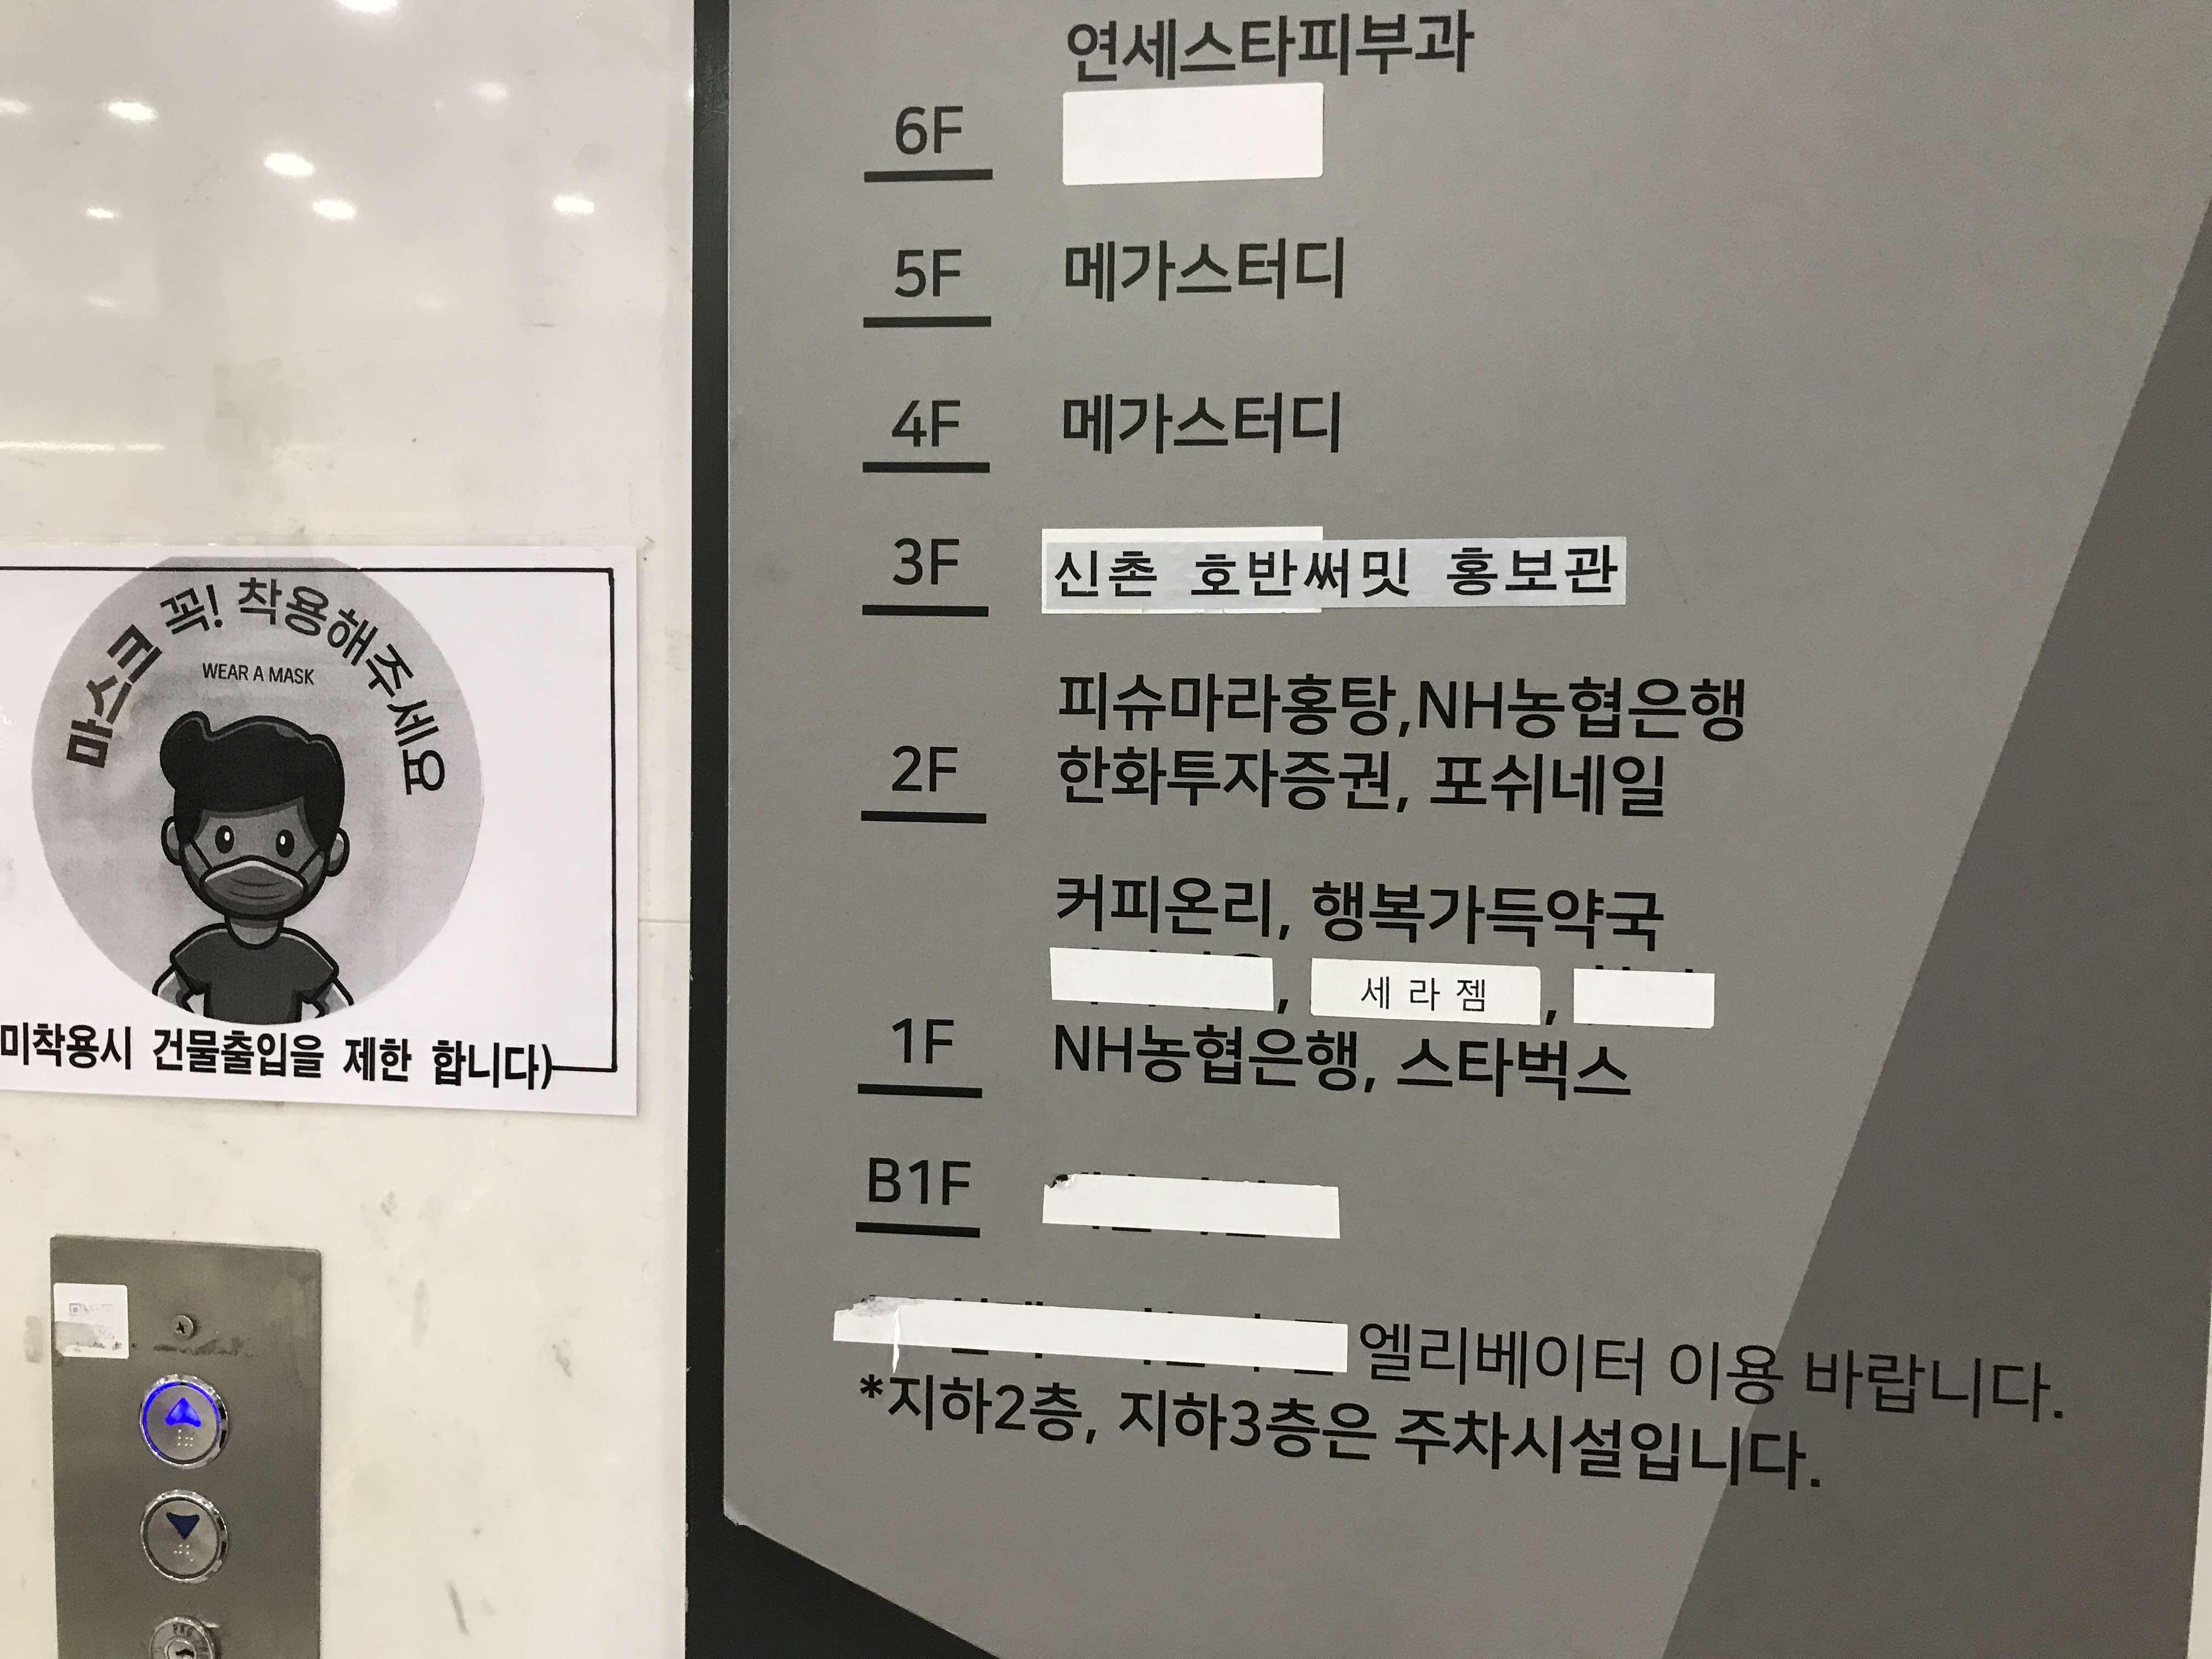 마스크 꼭! 착용해주세요
WEAR A MASK
미착용시 건물출입을 제한 합니다)
연세스타피부과
6F
5F 메가스터디
4F 메가스터디
3F 신촌 호반써밋 홍보관
피슈마라홍탕,NH농협은행
2F 한화투자증권, 포쉬네일
커피온리, 행복가득약국
, 세라젬,
1F NH농협은행, 스타벅스
B1F
엘리베이터 이용 바랍니다.
*지하2층, 지하3층은 주차시설입니다.